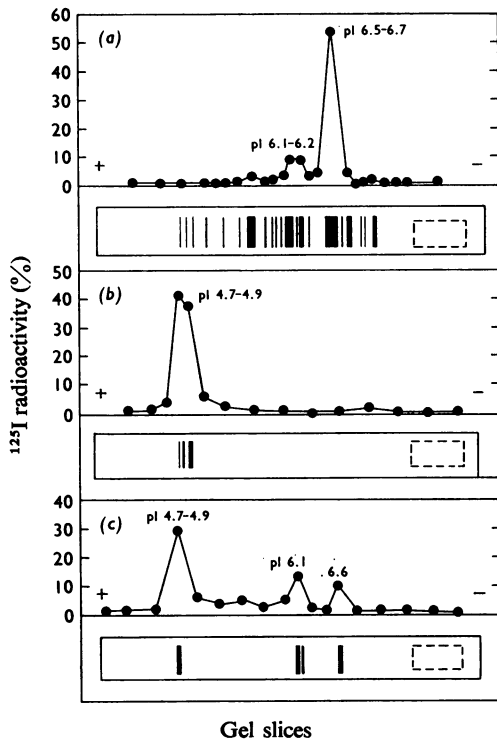 60
50
40
30
20
10
0
(a)
pI 6.5–6.7
pI 6.1–6.2
+
−
50
40
30
20
10
0
(b)
pI 4.7–4.9
+
−
40
30
20
10
0
(c)
pI 4.7–4.9
pI 6.1
6.6
+
−
¹²⁵I radioactivity (%)
Gel slices